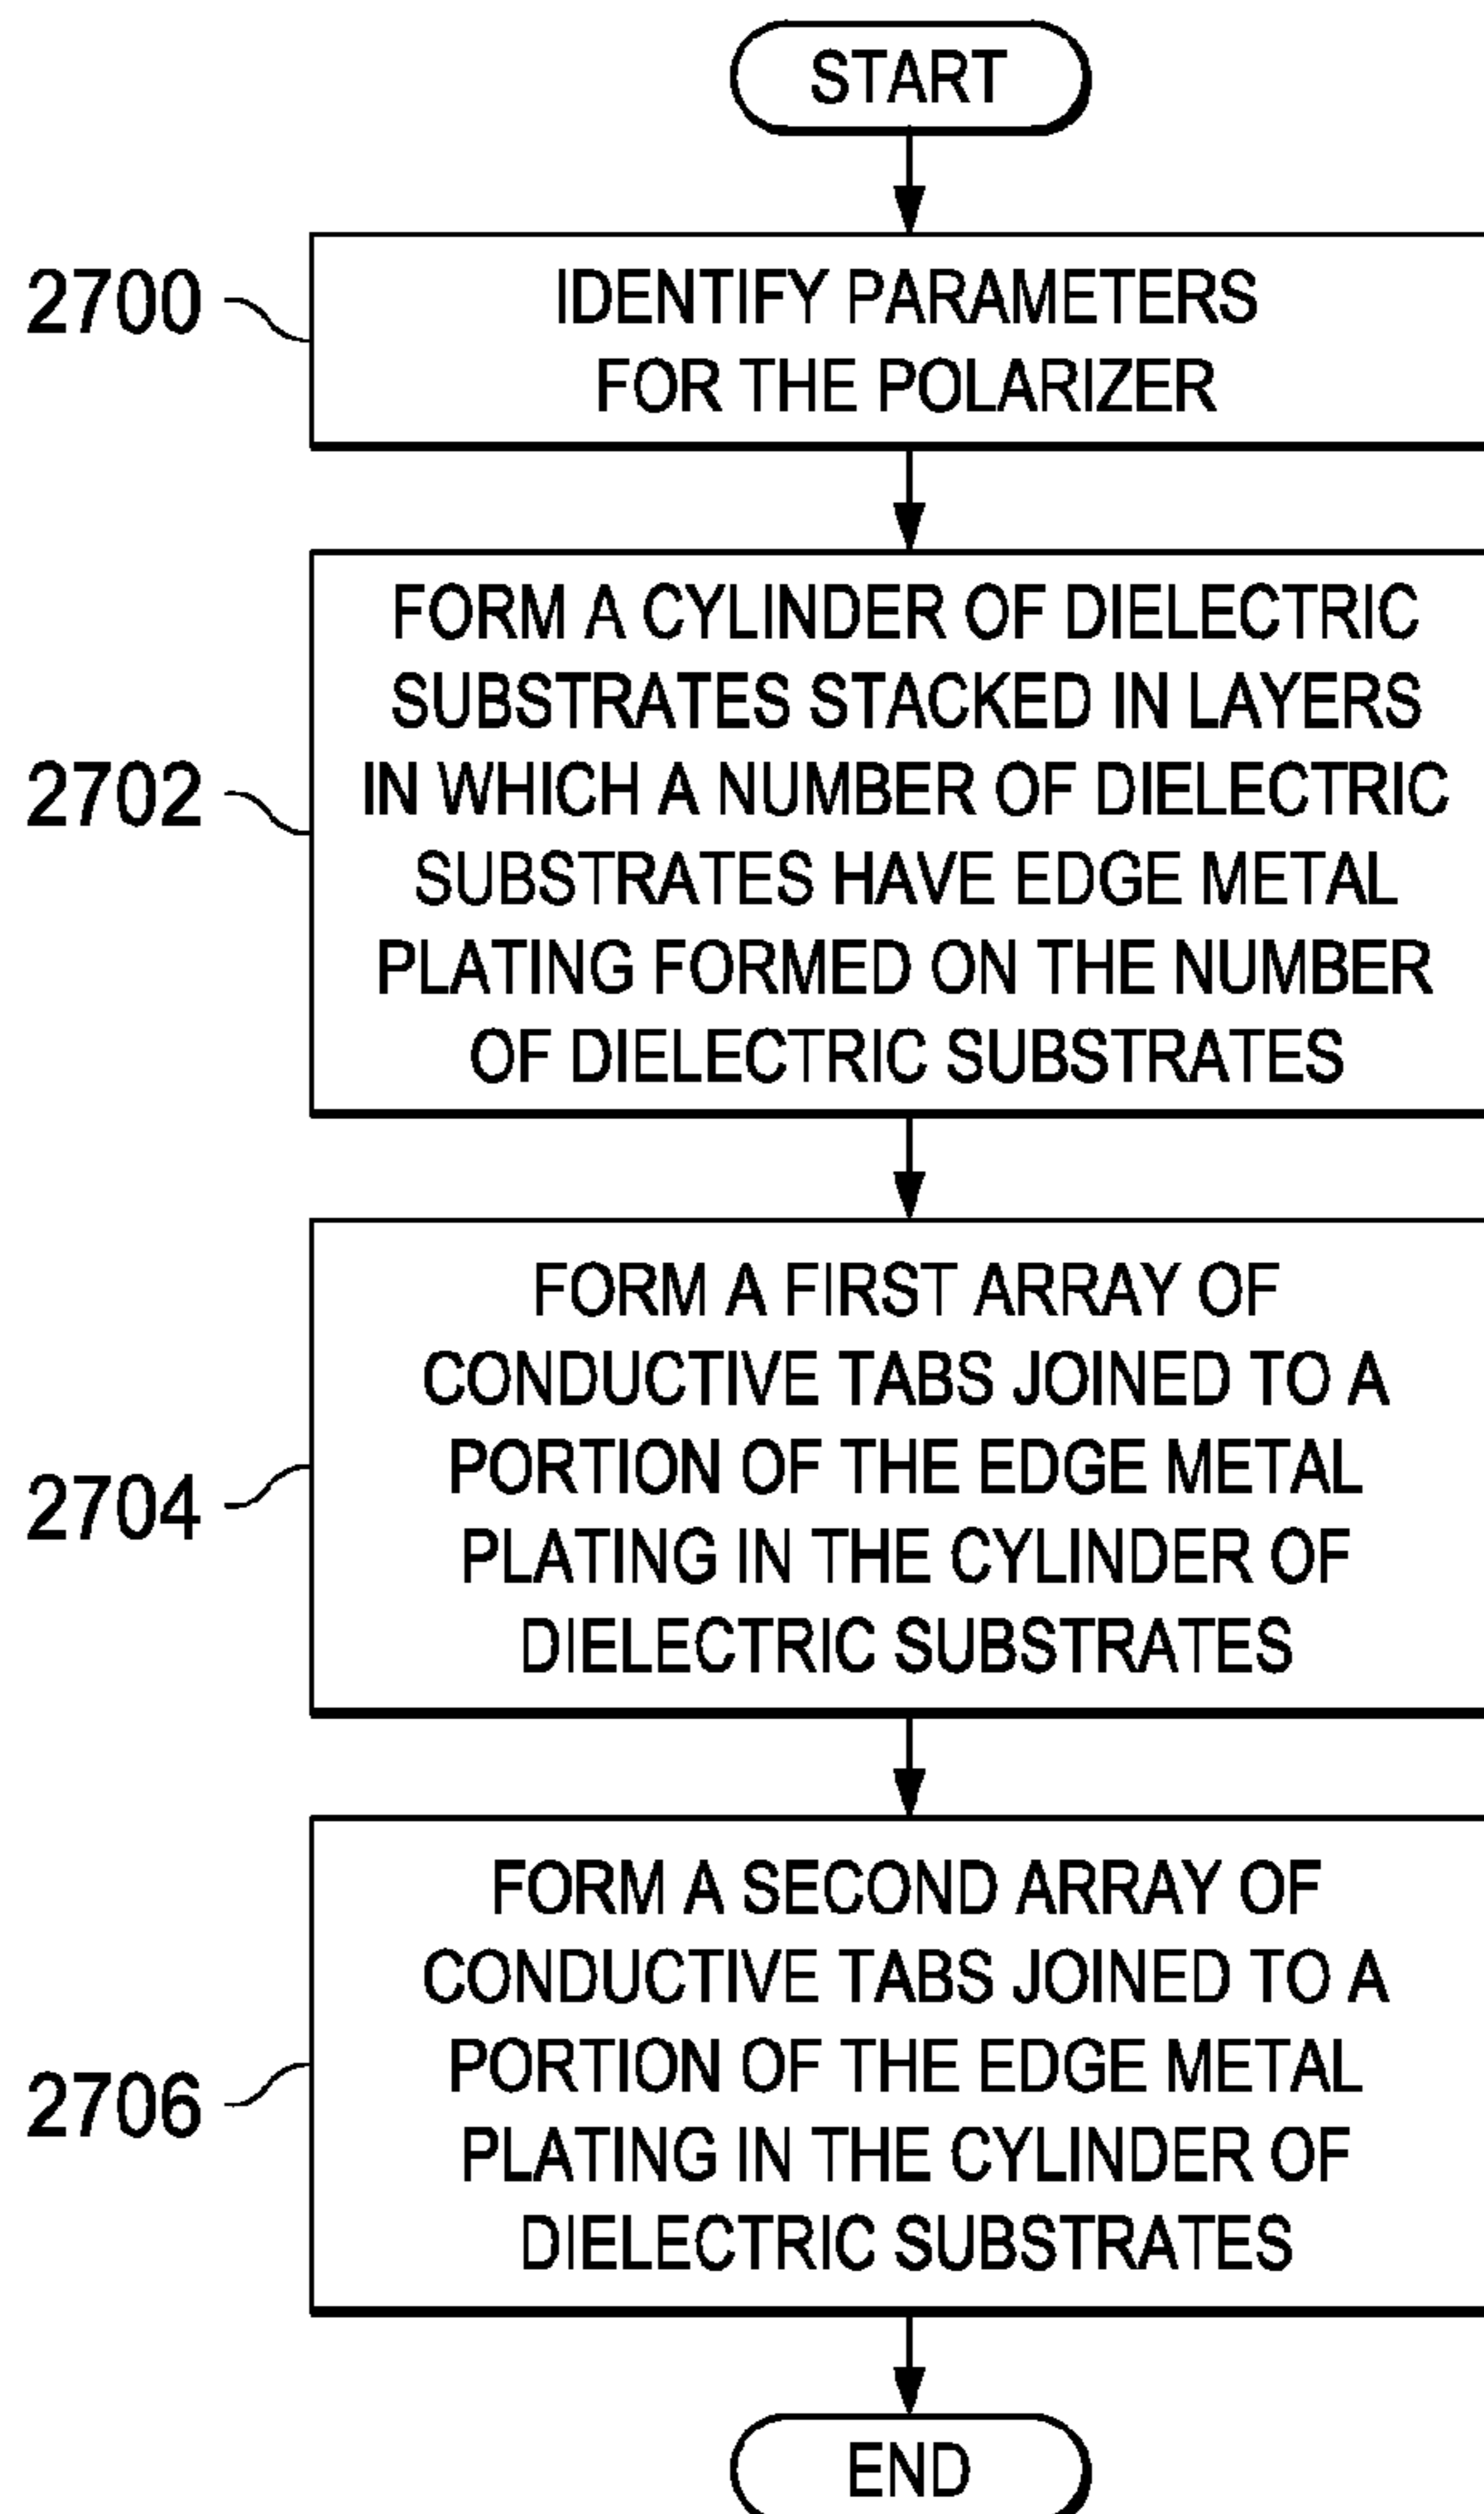 START
2700
IDENTIFY PARAMETERS
FOR THE POLARIZER
2702
FORM A CYLINDER OF DIELECTRIC
SUBSTRATES STACKED IN LAYERS
IN WHICH A NUMBER OF DIELECTRIC
SUBSTRATES HAVE EDGE METAL
PLATING FORMED ON THE NUMBER
OF DIELECTRIC SUBSTRATES
2704
FORM A FIRST ARRAY OF
CONDUCTIVE TABS JOINED TO A
PORTION OF THE EDGE METAL
PLATING IN THE CYLINDER OF
DIELECTRIC SUBSTRATES
2706
FORM A SECOND ARRAY OF
CONDUCTIVE TABS JOINED TO A
PORTION OF THE EDGE METAL
PLATING IN THE CYLINDER OF
DIELECTRIC SUBSTRATES
END